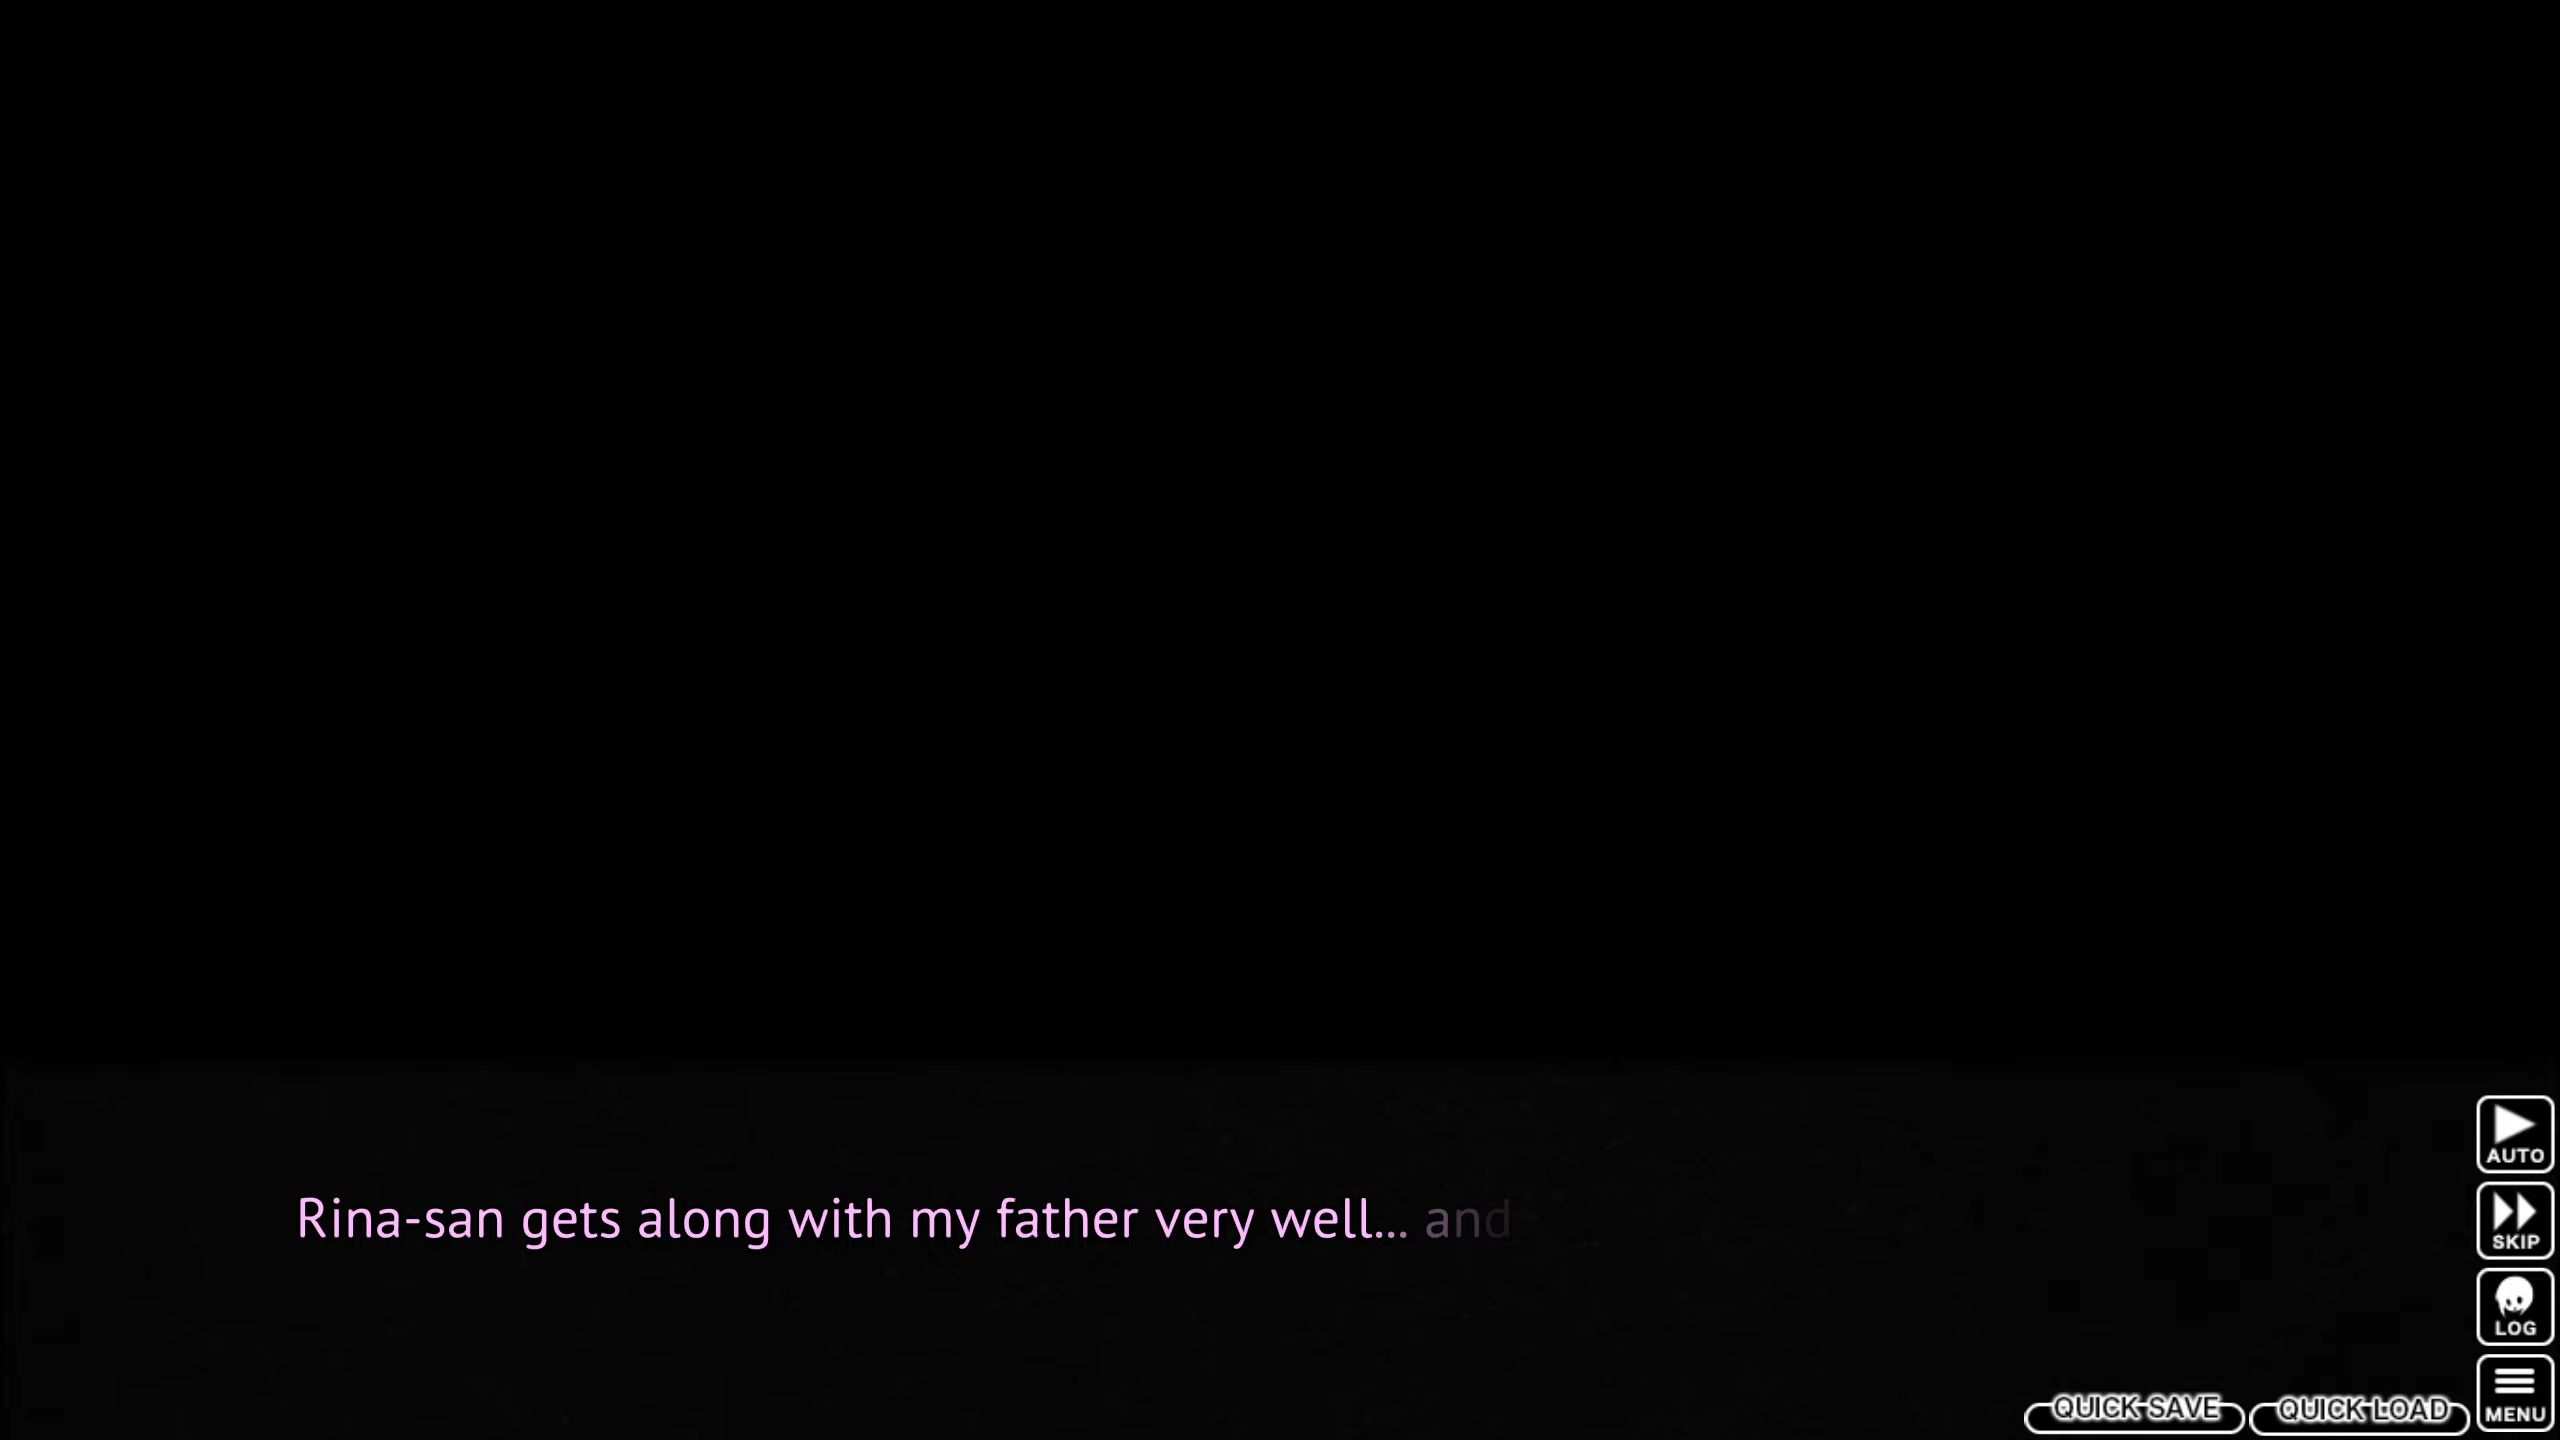 Rina-san gets along with my father very well... and
AUTO
SKIP
LOG
MENU
QUICK SAVE
QUICK LOAD